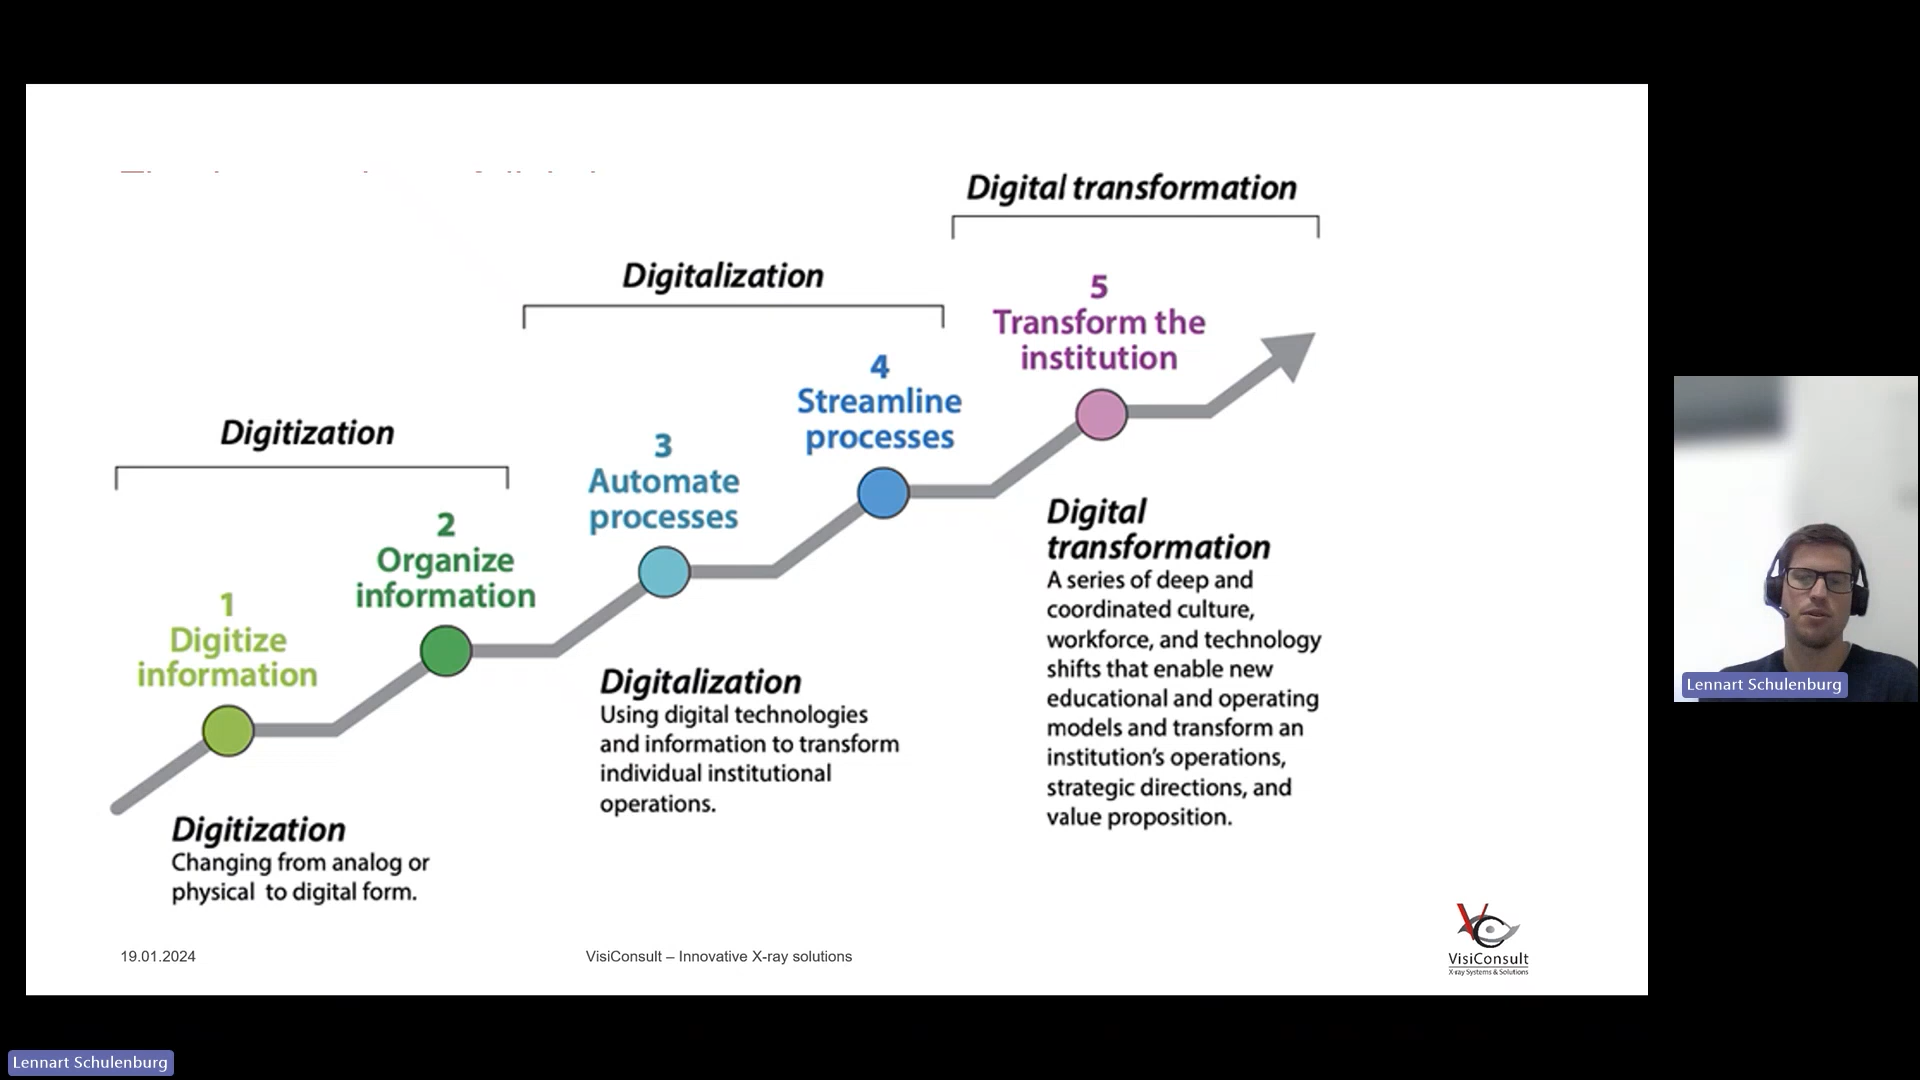 Digital transformation
Digitalization
5
Transform the
institution
4
Streamline
processes
Digitization
3
Automate
processes
2
Organize
information
1
Digitize
information
Digital
transformation
A series of deep and
coordinated culture,
workforce, and technology
shifts that enable new
educational and operating
models and transform an
institution's operations,
strategic directions, and
value proposition.
Digitalization
Using digital technologies
and information to transform
individual institutional
operations.
Digitization
Changing from analog or
physical to digital form.
19.01.2024
VisiConsult – Innovative X-ray solutions
VisiConsult
X-ray Systems & Solutions
Lennart Schulenburg
Lennart Schulenburg